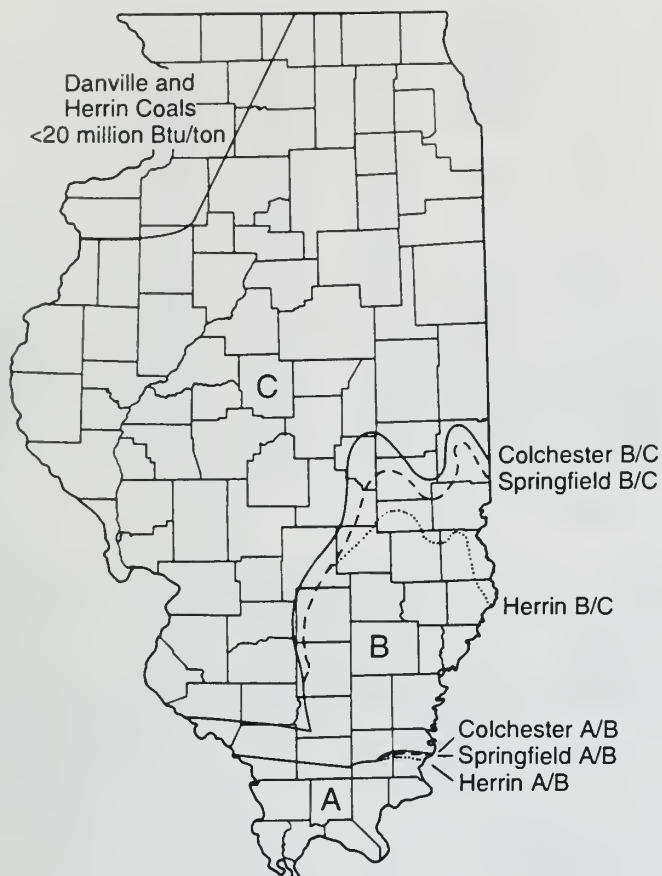 Danville and
Herrin Coals
<20 million Btu/ton
C
Colchester B/C
Springfield B/C
Herrin B/C
B
Colchester A/B
Springfield A/B
Herrin A/B
A